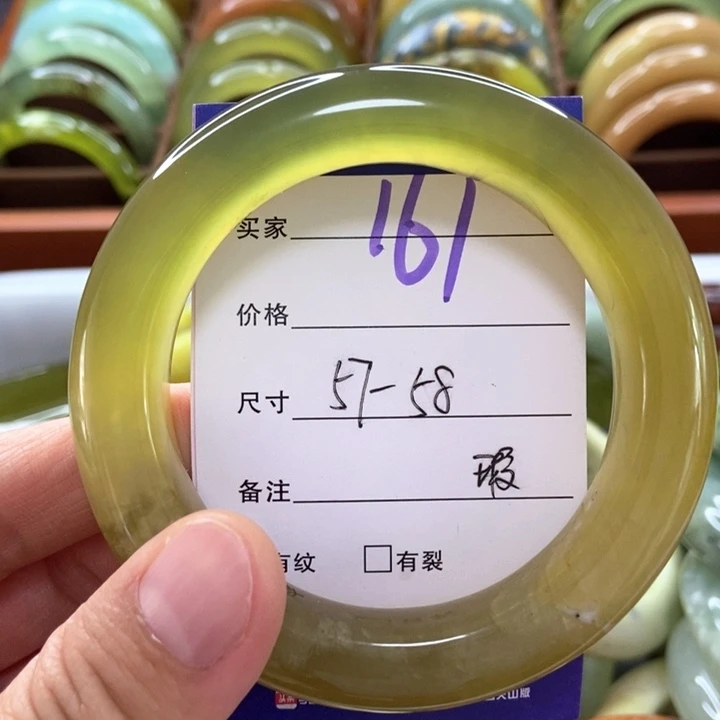 买家 161
价格
尺寸 57-58
备注 瑕
有纹 有裂